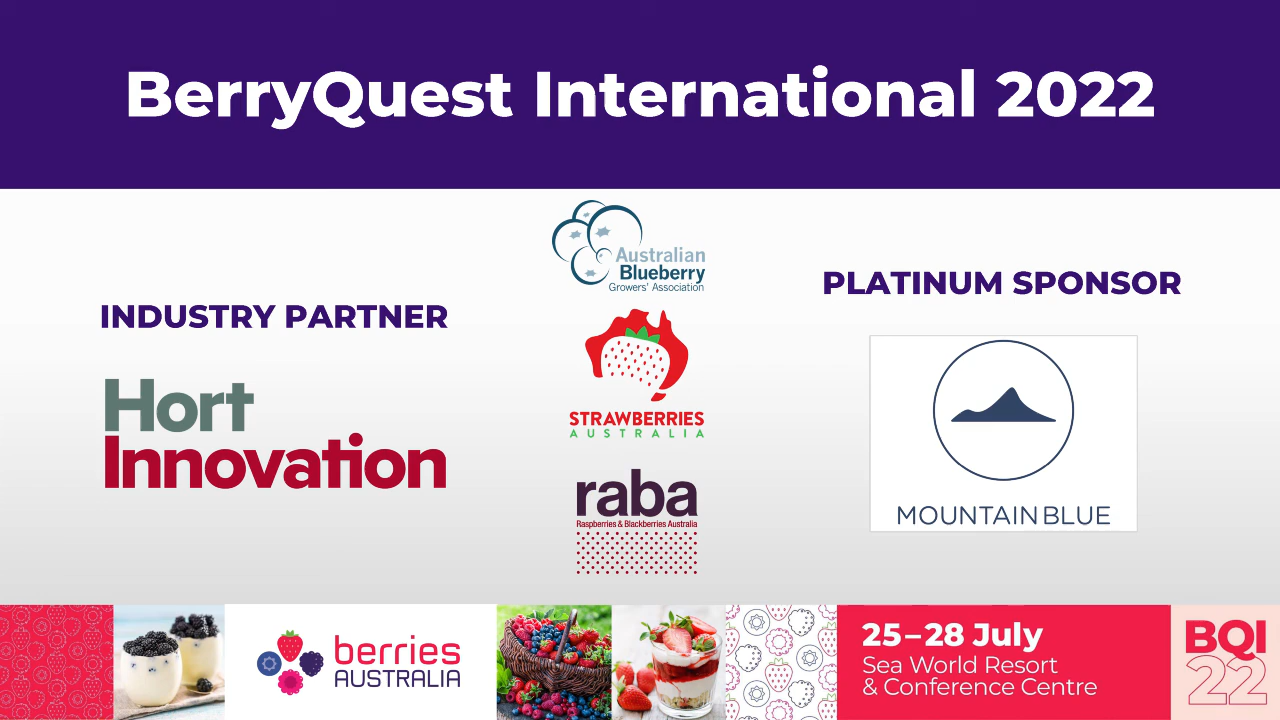 BerryQuest International 2022
INDUSTRY PARTNER
Hort
Innovation
Australian
Blueberry
Growers' Association
STRAWBERRIES
AUSTRALIA
raba
Raspberries & Blackberries Australia
PLATINUM SPONSOR
MOUNTAIN BLUE
berries
AUSTRALIA
25–28 July
Sea World Resort
& Conference Centre
BQI
22